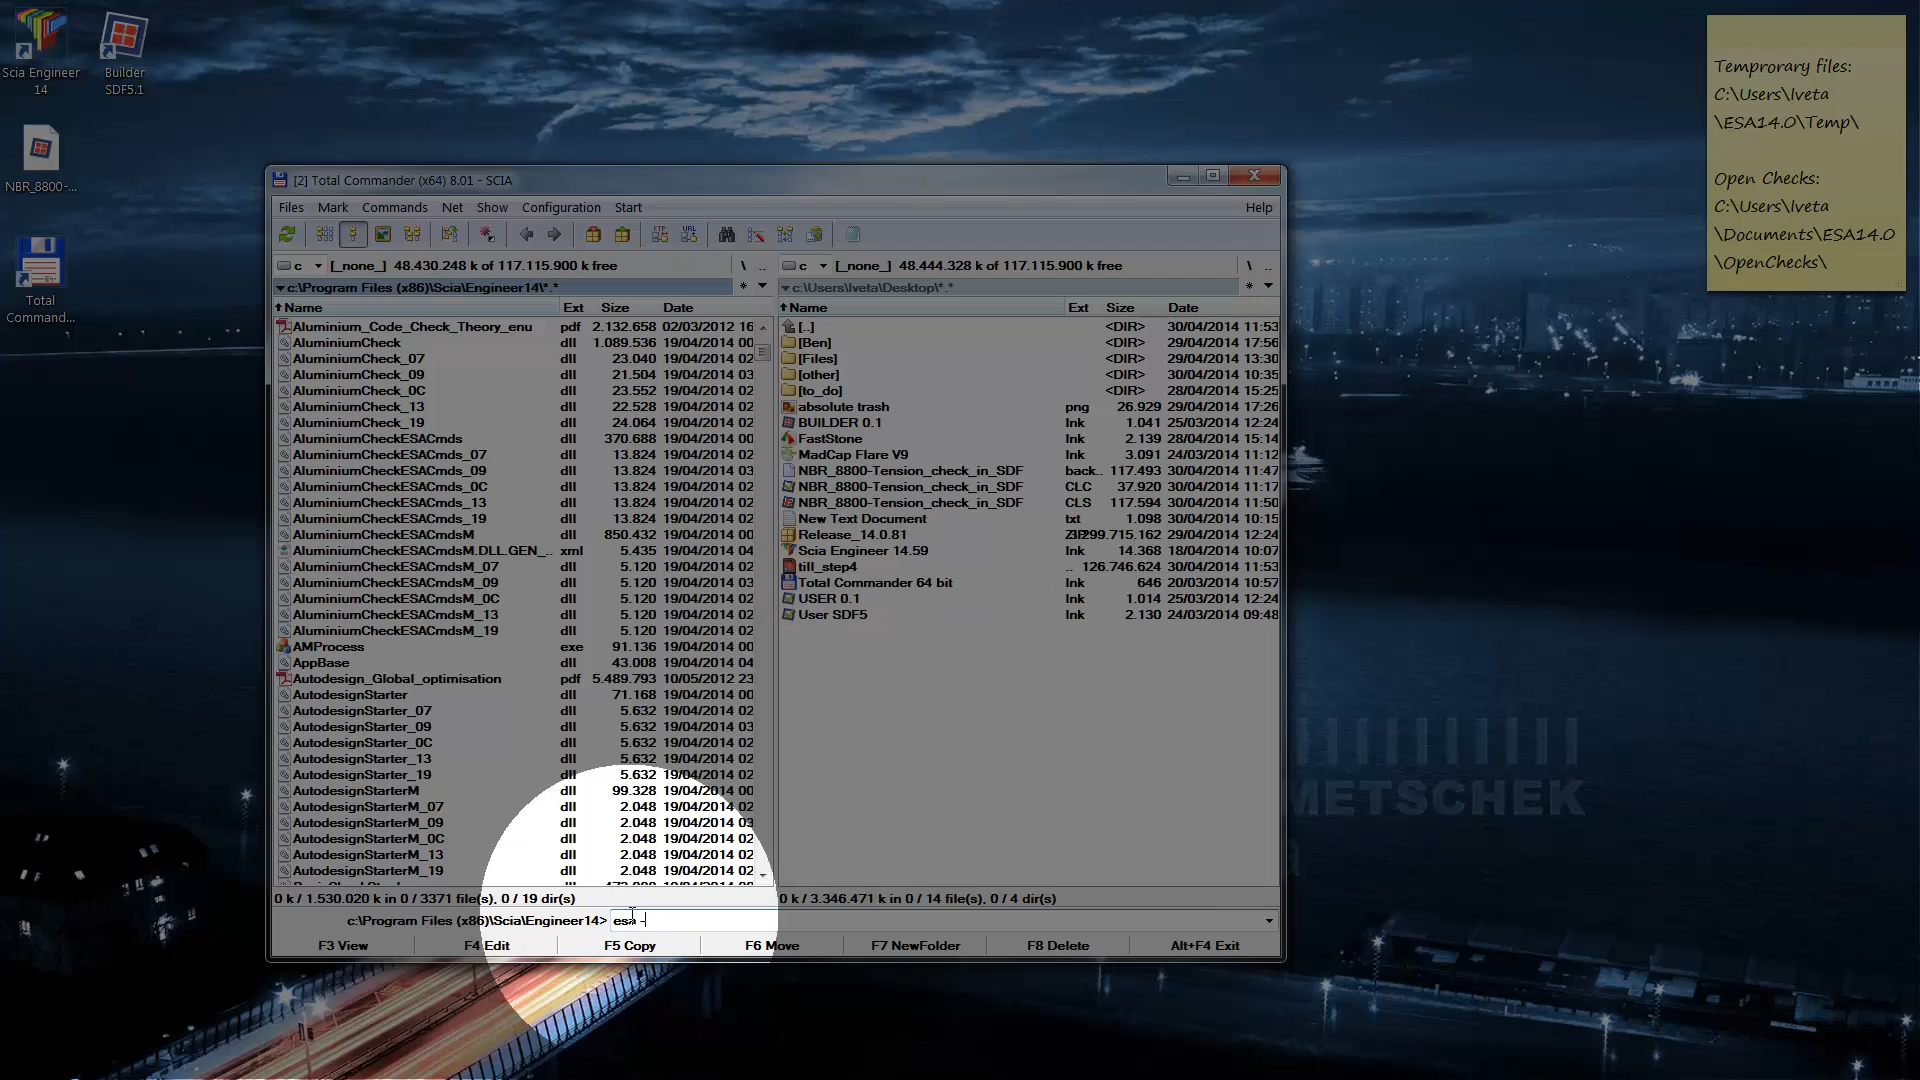 Scia Engineer
14
Builder
SDF5.1
NBR_8800-...
Total
Command...
Temprorary files:
C:\Users\Iveta
\ESA14.0\Temp\
Open Checks:
C:\Users\Iveta
\Documents\ESA14.0
\OpenChecks\
[2] Total Commander (x64) 8.01 - SCIA
Files Mark Commands Net Show Configuration Start Help
FTP URL
c [_none_] 48.430.248 k of 117.115.900 k free \ ..
c:\Program Files (x86)\Scia\Engineer14\*.* *
Name Ext Size Date
Aluminium_Code_Check_Theory_enu pdf 2.132.658 02/03/2012 16
AluminiumCheck dll 1.089.536 19/04/2014 00
AluminiumCheck_07 dll 23.040 19/04/2014 02
AluminiumCheck_09 dll 21.504 19/04/2014 03
AluminiumCheck_0C dll 23.552 19/04/2014 02
AluminiumCheck_13 dll 22.528 19/04/2014 02
AluminiumCheck_19 dll 24.064 19/04/2014 02
AluminiumCheckESACmds dll 370.688 19/04/2014 02
AluminiumCheckESACmds_07 dll 13.824 19/04/2014 02
AluminiumCheckESACmds_09 dll 13.824 19/04/2014 03
AluminiumCheckESACmds_0C dll 13.824 19/04/2014 02
AluminiumCheckESACmds_13 dll 13.824 19/04/2014 02
AluminiumCheckESACmds_19 dll 13.824 19/04/2014 02
AluminiumCheckESACmdsM dll 850.432 19/04/2014 00
AluminiumCheckESACmdsM.DLL.GEN_.. xml 5.435 19/04/2014 04
AluminiumCheckESACmdsM_07 dll 5.120 19/04/2014 02
AluminiumCheckESACmdsM_09 dll 5.120 19/04/2014 03
AluminiumCheckESACmdsM_0C dll 5.120 19/04/2014 02
AluminiumCheckESACmdsM_13 dll 5.120 19/04/2014 02
AluminiumCheckESACmdsM_19 dll 5.120 19/04/2014 02
AMProcess exe 91.136 19/04/2014 00
AppBase dll 43.008 19/04/2014 04
Autodesign_Global_optimisation pdf 5.489.793 10/05/2012 23
AutodesignStarter dll 71.168 19/04/2014 00
AutodesignStarter_07 dll 5.632 19/04/2014 02
AutodesignStarter_09 dll 5.632 19/04/2014 03
AutodesignStarter_0C dll 5.632 19/04/2014 02
AutodesignStarter_13 dll 5.632 19/04/2014 02
AutodesignStarter_19 dll 5.632 19/04/2014 02
AutodesignStarterM dll 99.328 19/04/2014 00
AutodesignStarterM_07 dll 2.048 19/04/2014 02
AutodesignStarterM_09 dll 2.048 19/04/2014 03
AutodesignStarterM_0C dll 2.048 19/04/2014 02
AutodesignStarterM_13 dll 2.048 19/04/2014 02
AutodesignStarterM_19 dll 2.048 19/04/2014 02
0 k / 1.530.020 k in 0 / 3371 file(s), 0 / 19 dir(s)
c [_none_] 48.444.328 k of 117.115.900 k free \ ..
c:\Users\Iveta\Desktop\*.* *
Name Ext Size Date
[..] <DIR> 30/04/2014 11:53
[Ben] <DIR> 29/04/2014 17:56
[Files] <DIR> 29/04/2014 13:30
[other] <DIR> 30/04/2014 10:35
[to_do] <DIR> 28/04/2014 15:25
absolute trash png 26.929 29/04/2014 17:26
BUILDER 0.1 lnk 1.041 25/03/2014 12:24
FastStone lnk 2.139 28/04/2014 15:14
MadCap Flare V9 lnk 3.091 24/03/2014 11:12
NBR_8800-Tension_check_in_SDF back.. 117.493 30/04/2014 11:47
NBR_8800-Tension_check_in_SDF CLC 37.920 30/04/2014 11:17
NBR_8800-Tension_check_in_SDF CLS 117.594 30/04/2014 11:50
New Text Document txt 1.098 30/04/2014 10:15
Release_14.0.81 299.715.162 29/04/2014 12:24
Scia Engineer 14.59 lnk 14.368 18/04/2014 10:07
till_step4 .. 126.746.624 30/04/2014 11:53
Total Commander 64 bit lnk 646 20/03/2014 10:57
USER 0.1 lnk 1.014 25/03/2014 12:24
User SDF5 lnk 2.130 24/03/2014 09:48
0 k / 3.346.471 k in 0 / 14 file(s), 0 / 4 dir(s)
c:\Program Files (x86)\Scia\Engineer14> esa -
F3 View F4 Edit F5 Copy F6 Move F7 NewFolder F8 Delete Alt+F4 Exit
METSCHEK